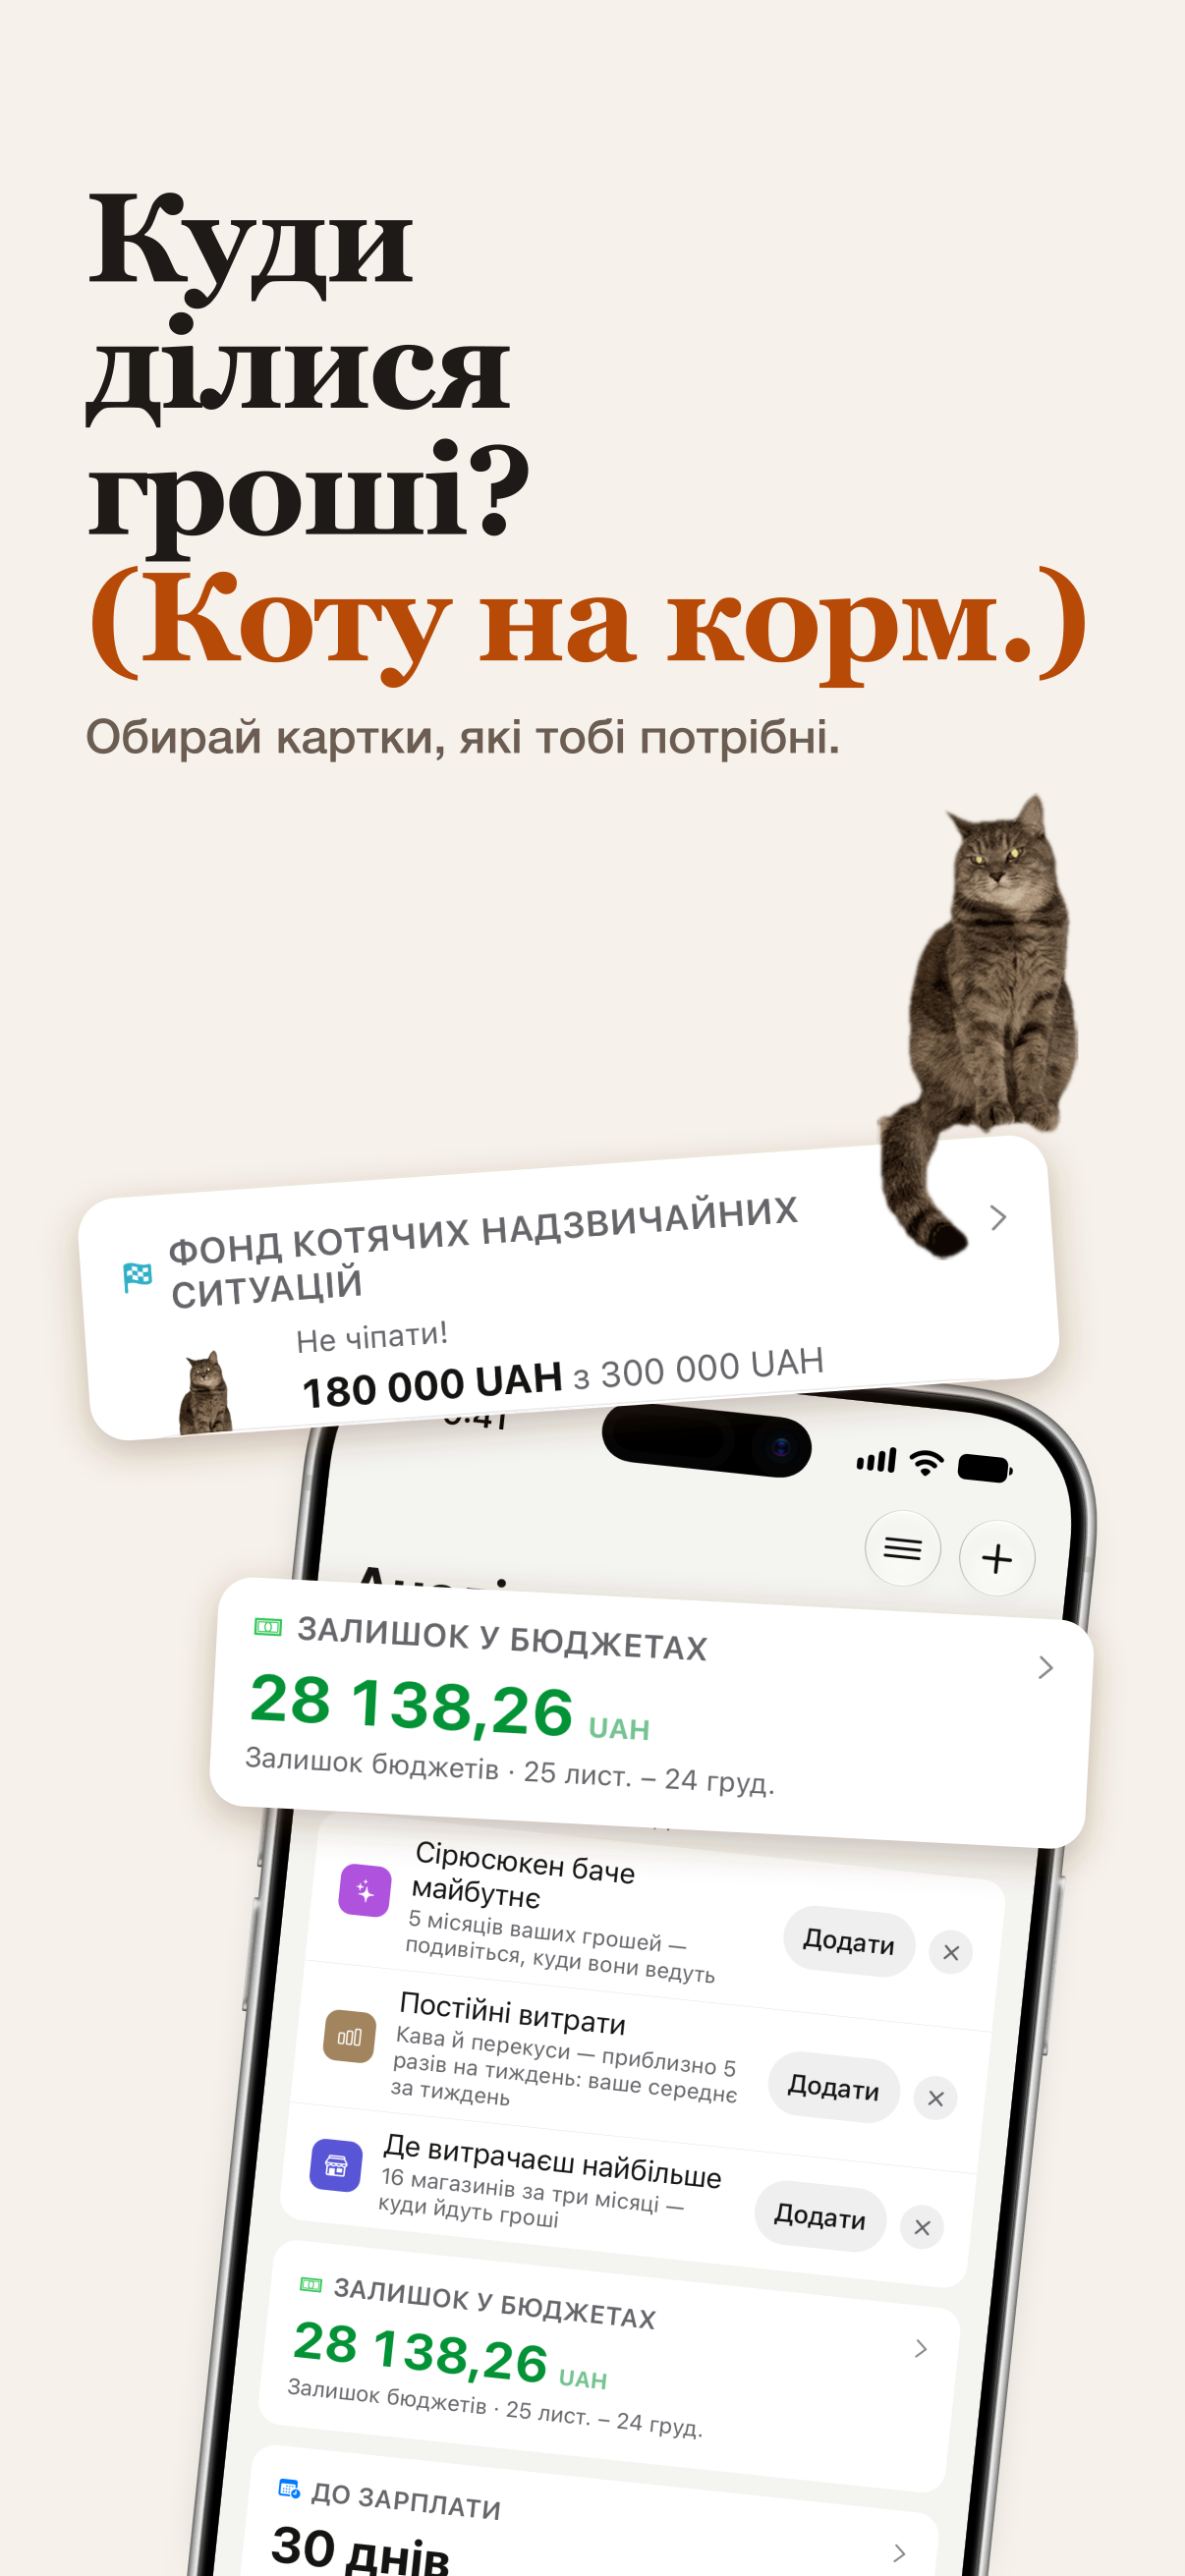 Куди
ділися
гроші?
(Коту на корм.)
Обирай картки, які тобі потрібні.
ФОНД КОТЯЧИХ НАДЗВИЧАЙНИХ
СИТУАЦІЙ
Не чіпати!
180 000 UAH з 300 000 UAH
ЗАЛИШОК У БЮДЖЕТАХ
28 138,26 UAH
Залишок бюджетів · 25 лист. – 24 груд.
Сірюсюкен баче
майбутнє
5 місяців ваших грошей —
подивіться, куди вони ведуть
Додати
Постійні витрати
Кава й перекуси — приблизно 5
разів на тиждень: ваше середнє
за тиждень
Додати
Де витрачаєш найбільше
16 магазинів за три місяці —
куди йдуть гроші
Додати
ЗАЛИШОК У БЮДЖЕТАХ
28 138,26 UAH
Залишок бюджетів · 25 лист. – 24 груд.
ДО ЗАРПЛАТИ
30 днів